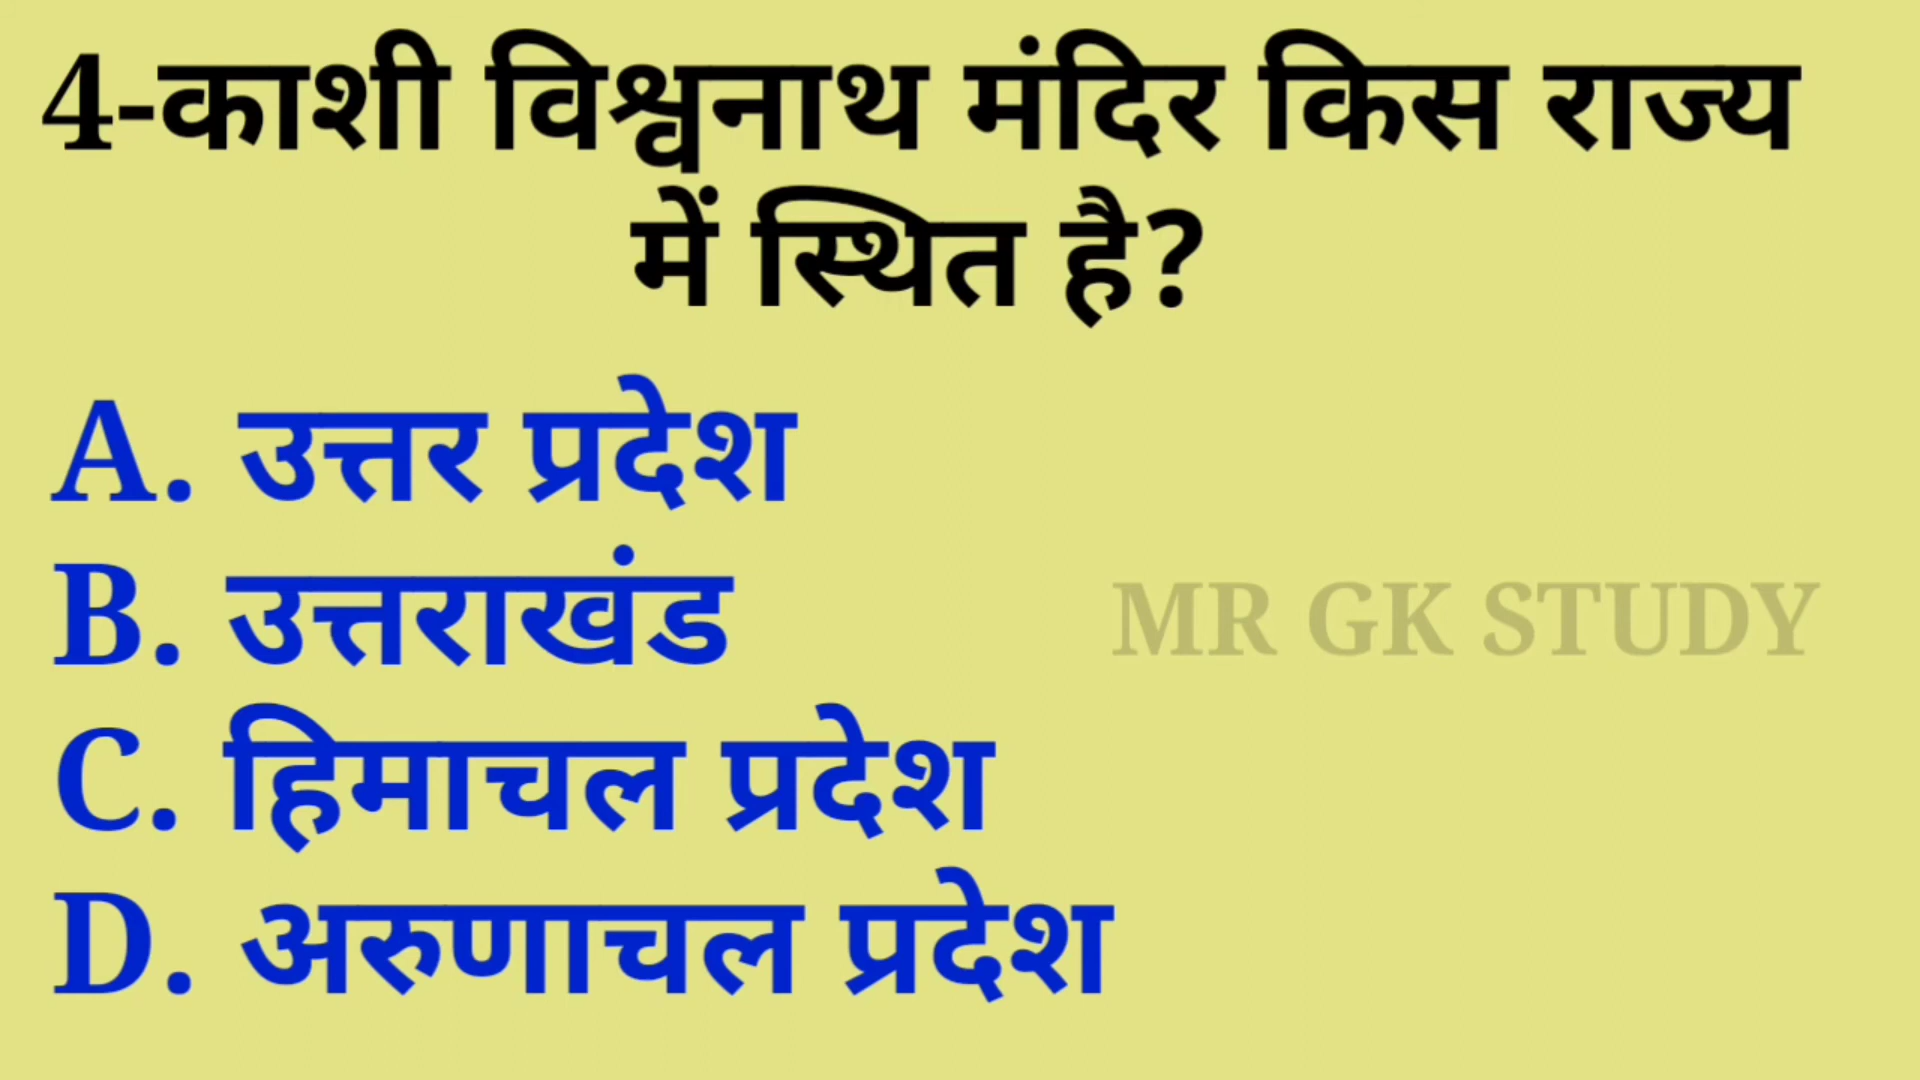 4-काशी विश्वनाथ मंदिर किस राज्य
में स्थित है?
A. उत्तर प्रदेश
B. उत्तराखंड
MR GK STUDY
C. हिमाचल प्रदेश
D. अरुणाचल प्रदेश